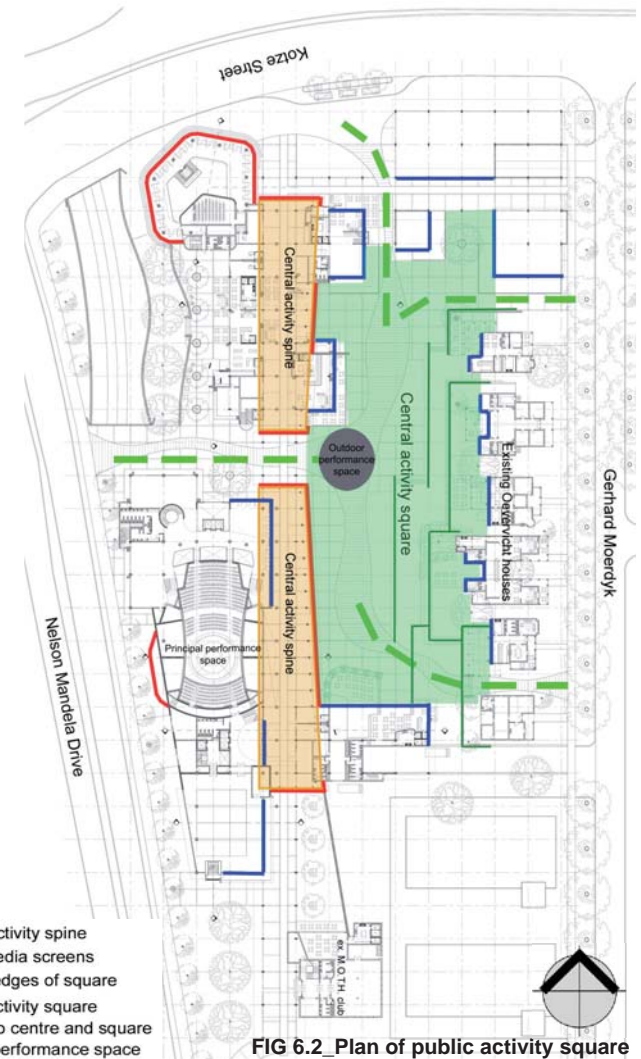 Kotze Street
Central activity spine
Central activity square
Outdoor
performance
space
Existing Oevervicht houses
Gerhard Moerdyk
Central activity spine
Principal performance
space
Nelson Mandela Drive
ex. M.O.T.H. club
ctivity spine
edia screens
edges of square
ctivity square
o centre and square
performance space
FIG 6.2_Plan of public activity square